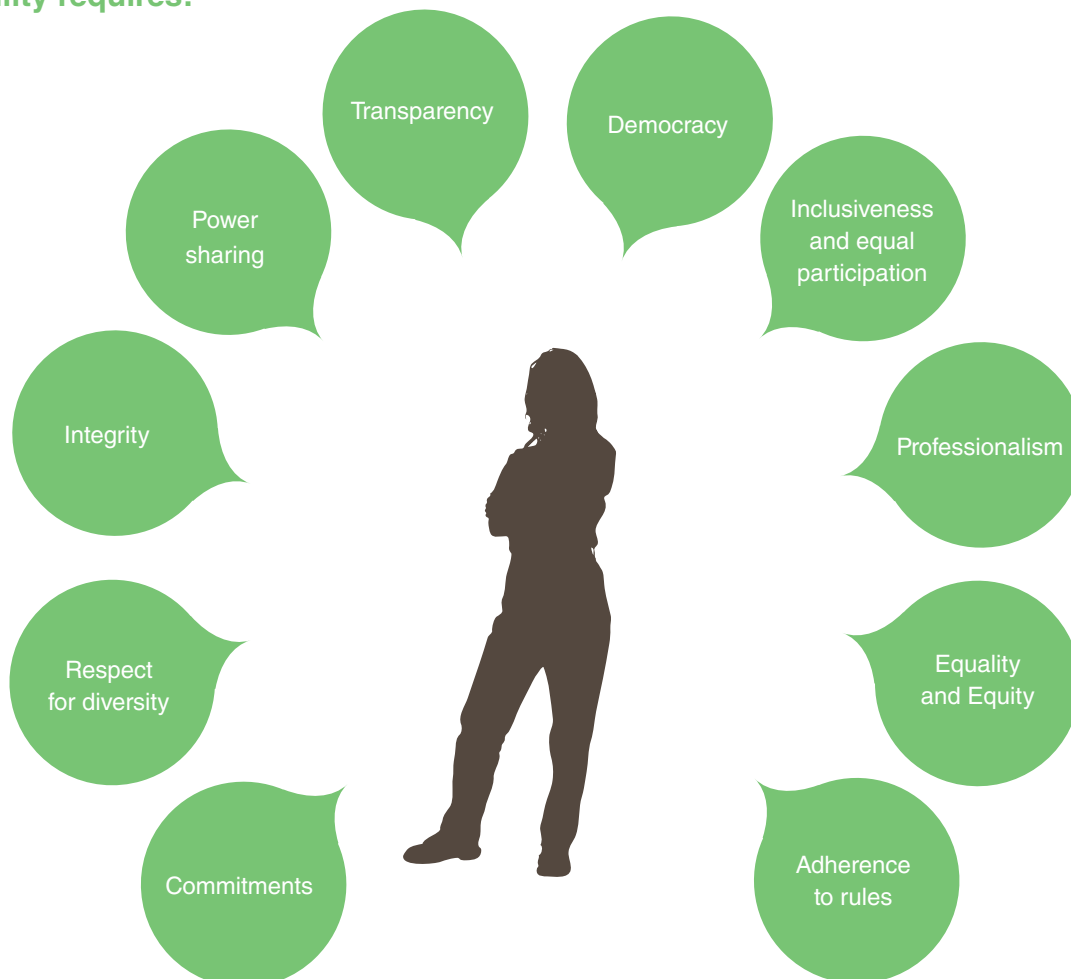 requires:
Transparency
Democracy
Power
sharing
Inclusiveness
and equal
participation
Integrity
Professionalism
Respect
for diversity
Equality
and Equity
Commitments
Adherence
to rules